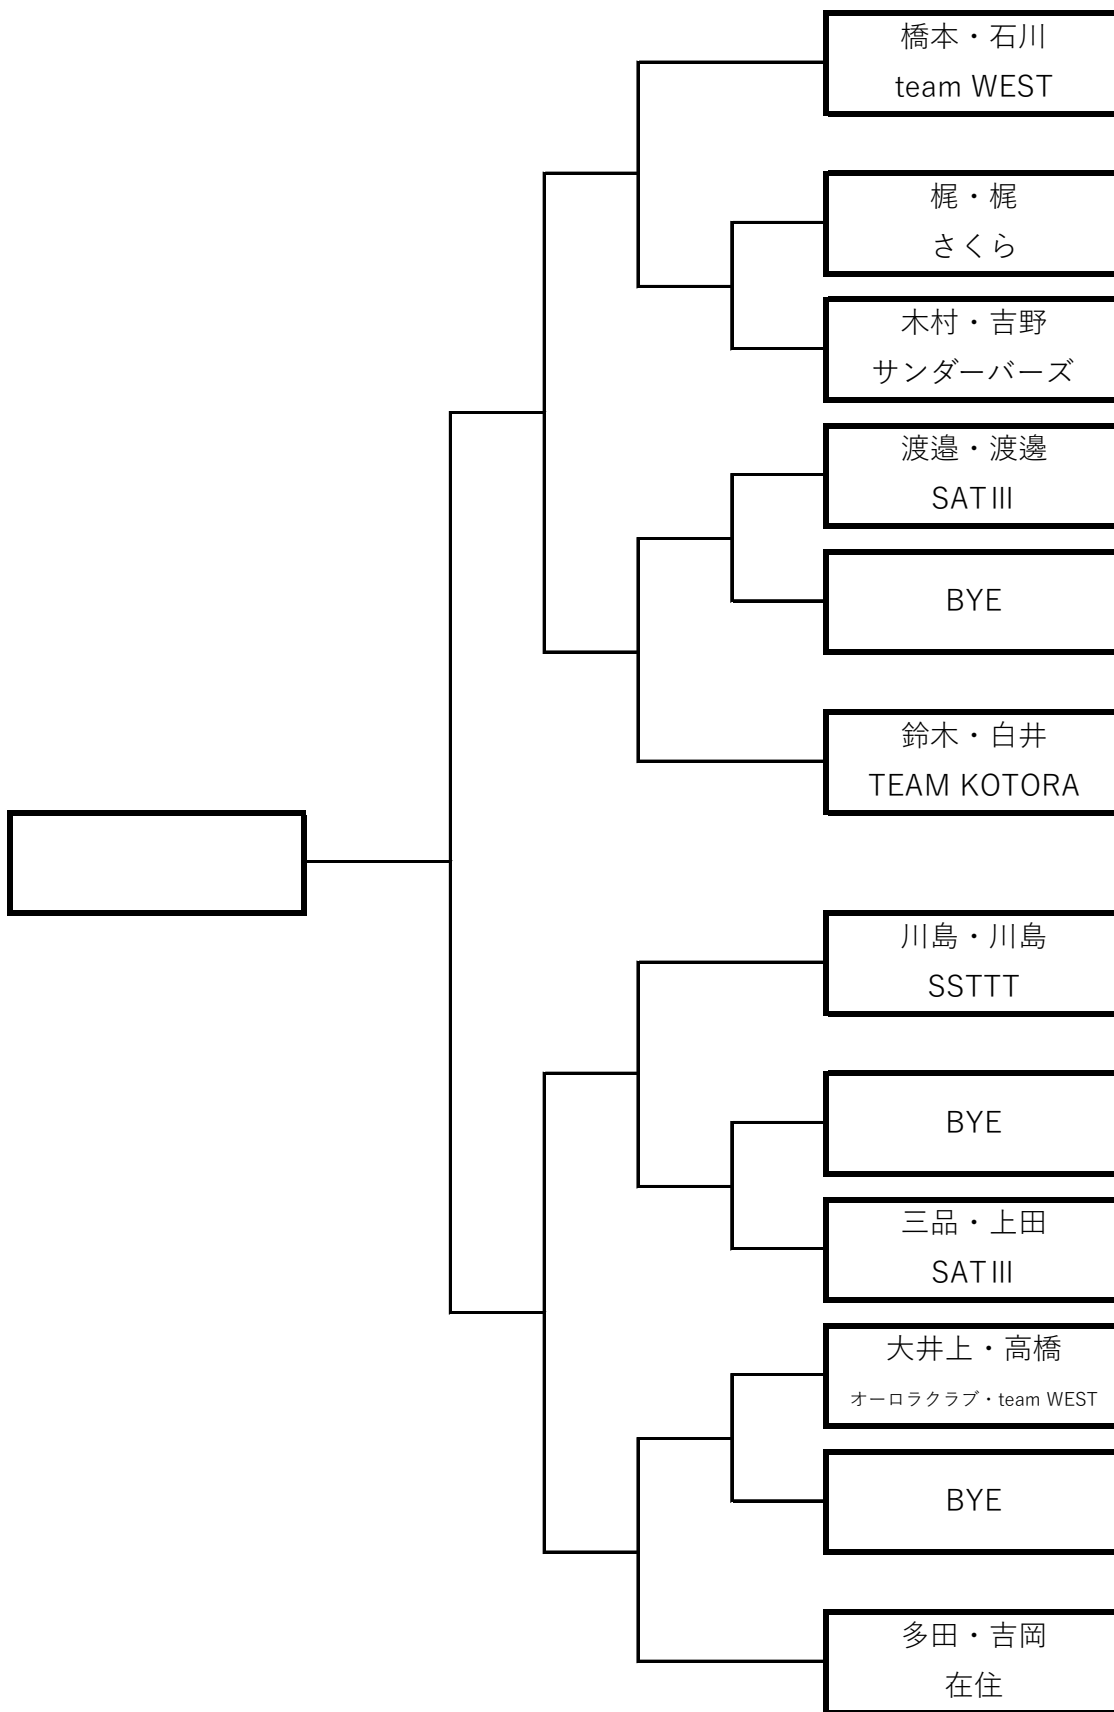 橋本・石川
team WEST
梶・梶
さくら
木村・吉野
サンダーバーズ
渡邉・渡邊
SATⅢ
BYE
鈴木・白井
TEAM KOTORA
川島・川島
SSTTT
BYE
三品・上田
SATⅢ
大井上・高橋
オーロラクラブ・team WEST
BYE
多田・吉岡
在住